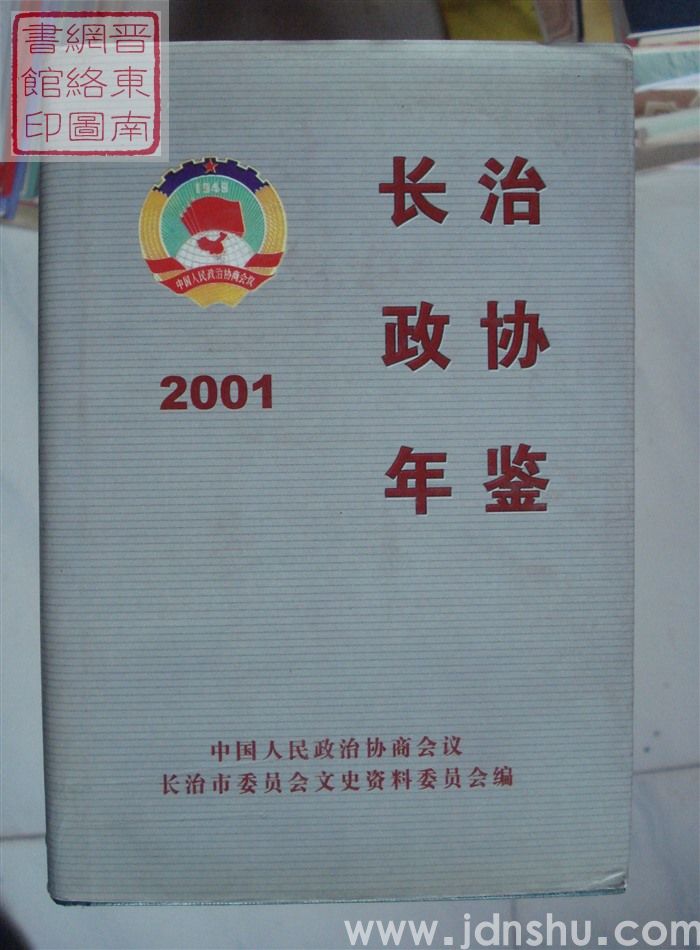 晋東南
網絡圖
書館印
1949
中国人民政治协商会议
长治
政协
年鉴
2001
中国人民政治协商会议
长治市委员会文史资料委员会编
www.jdnshu.com